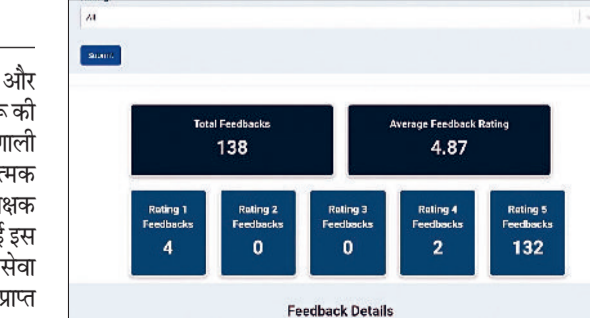 All
Submit
और
रू की
णाली
त्मक
क्षक
ई इस
सेवा
प्राप्त
Total Feedbacks
138
Average Feedback Rating
4.87
Rating 1
Feedbacks
4
Rating 2
Feedbacks
0
Rating 3
Feedbacks
0
Rating 4
Feedbacks
2
Rating 5
Feedbacks
132
Feedback Details